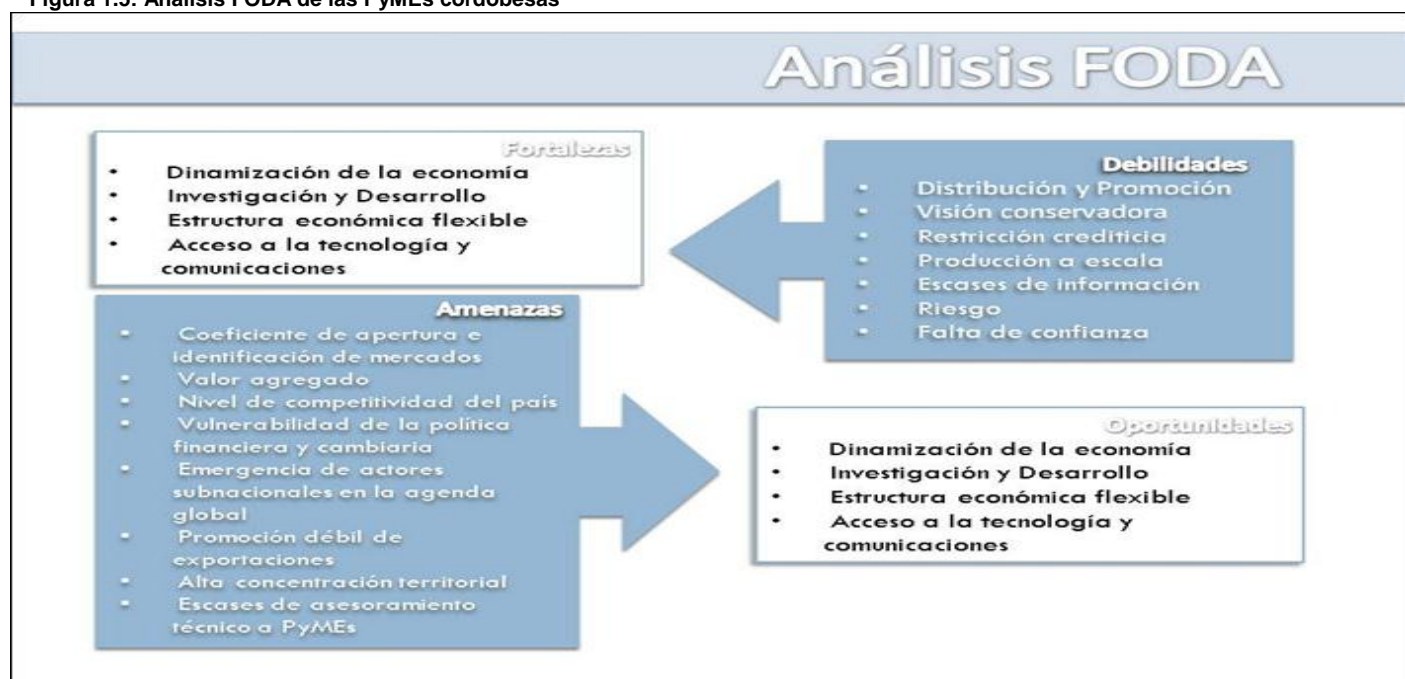 Figura 1.5: Análisis FODA de las PyMEs cordobesas
Análisis FODA
Fortalezas
• Dinamización de la economía
• Investigación y Desarrollo
• Estructura económica flexible
• Acceso a la tecnología y
comunicaciones
Debilidades
• Distribución y Promoción
• Visión conservadora
• Restricción crediticia
• Producción a escala
• Escases de información
• Riesgo
• Falta de confianza
Amenazas
• Coeficiente de apertura e
identificación de mercados
• Valor agregado
• Nivel de competitividad del país
• Vulnerabilidad de la política
financiera y cambiaria
• Emergencia de actores
subnacionales en la agenda
global
• Promoción débil de
exportaciones
• Alta concentración territorial
• Escases de asesoramiento
técnico a PyMEs
Oportunidades
• Dinamización de la economía
• Investigación y Desarrollo
• Estructura económica flexible
• Acceso a la tecnología y
comunicaciones